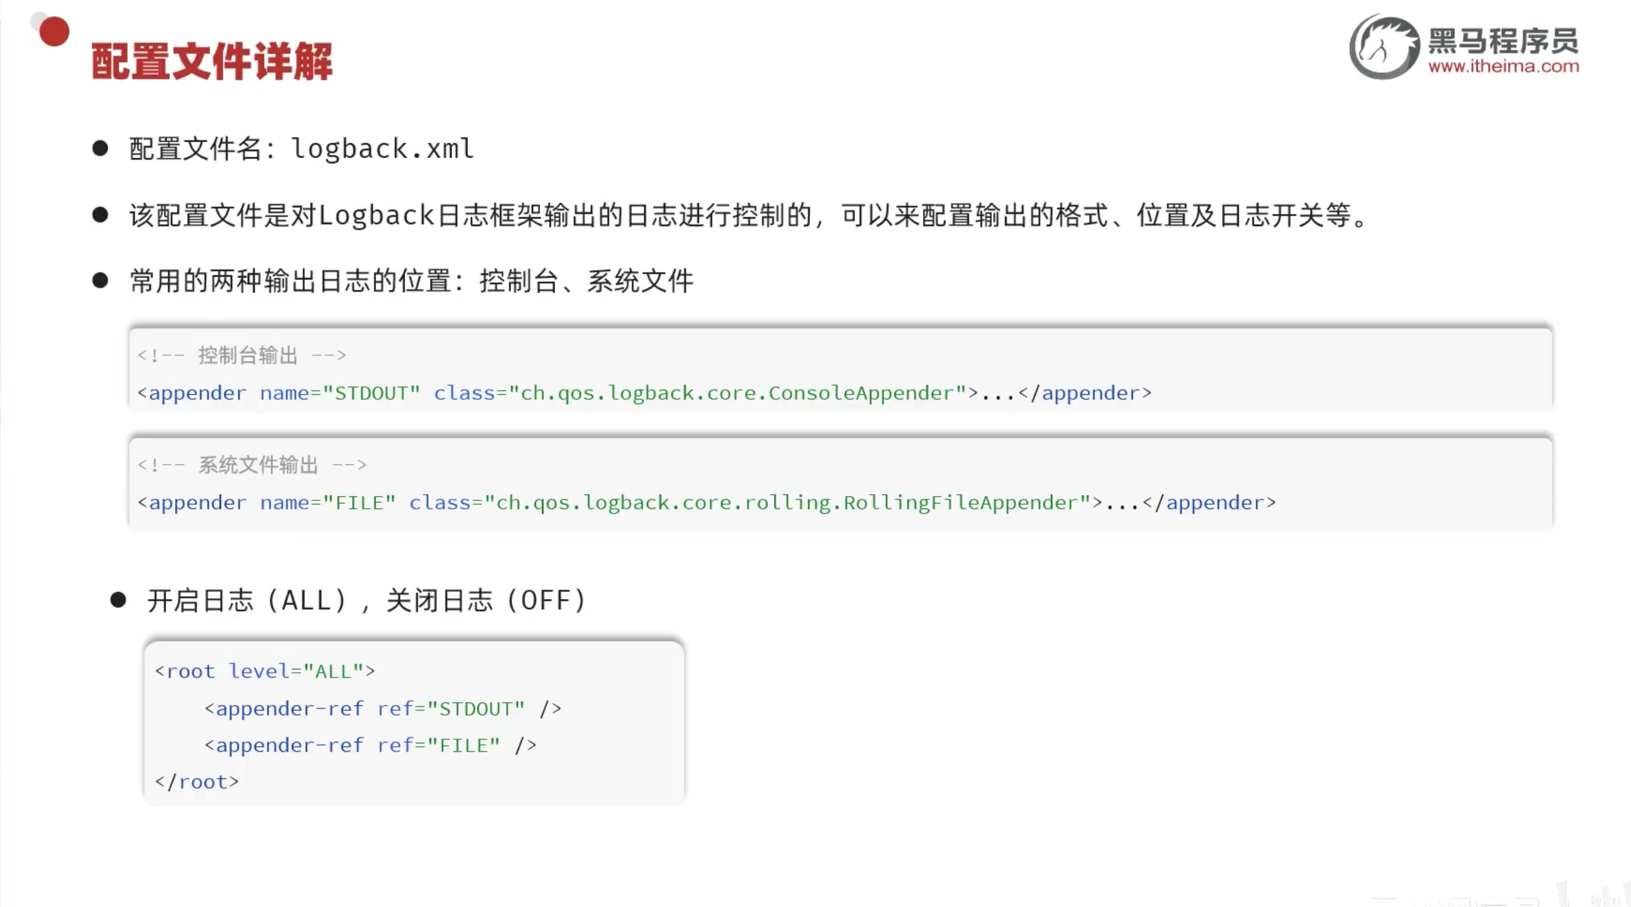 配置文件详解
黑马程序员
www.itheima.com
● 配置文件名：logback.xml
● 该配置文件是对Logback日志框架输出的日志进行控制的，可以来配置输出的格式、位置及日志开关等。
● 常用的两种输出日志的位置：控制台、系统文件
<!-- 控制台输出 -->
<appender name="STDOUT" class="ch.qos.logback.core.ConsoleAppender">...</appender>
<!-- 系统文件输出 -->
<appender name="FILE" class="ch.qos.logback.core.rolling.RollingFileAppender">...</appender>
● 开启日志（ALL），关闭日志（OFF）
<root level="ALL">
    <appender-ref ref="STDOUT" />
    <appender-ref ref="FILE" />
</root>